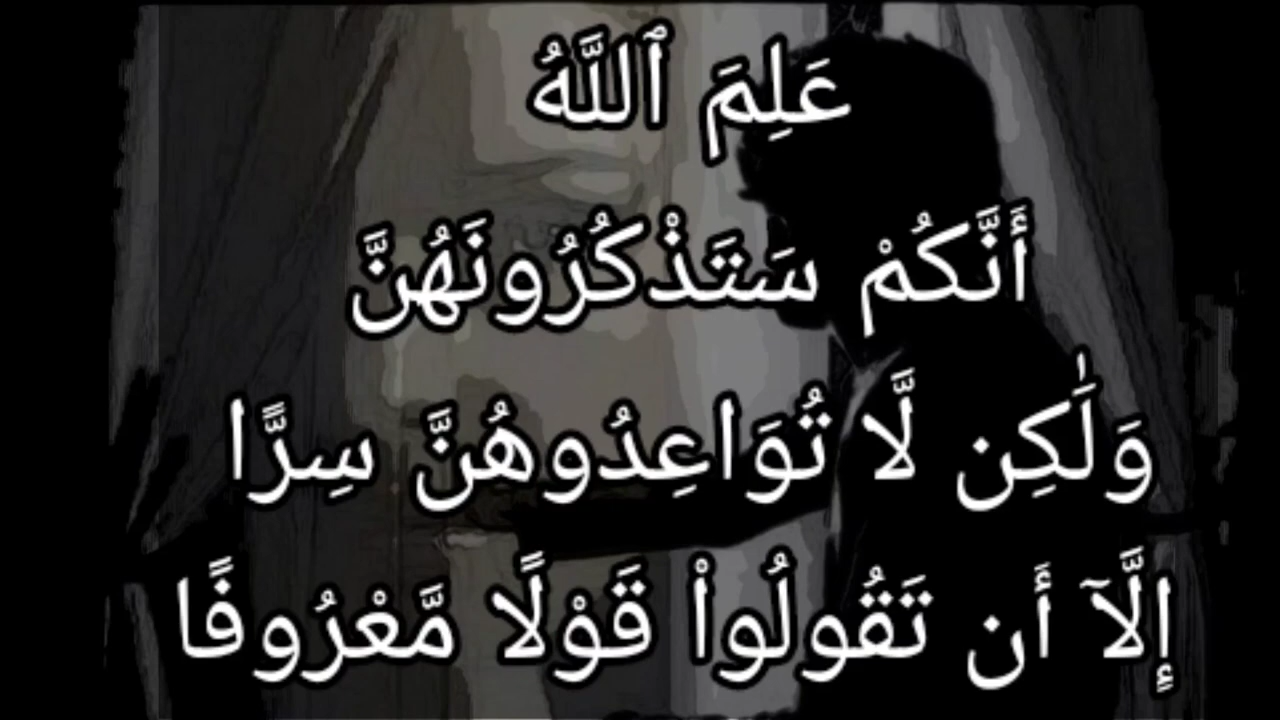 عَلِمَ ٱللَّهُ
أَنَّكُمْ سَتَذْكُرُونَهُنَّ
وَلَٰكِن لَّا تُوَاعِدُوهُنَّ سِرًّا
إِلَّآ أَن تَقُولُوا۟ قَوْلًا مَّعْرُوفًا